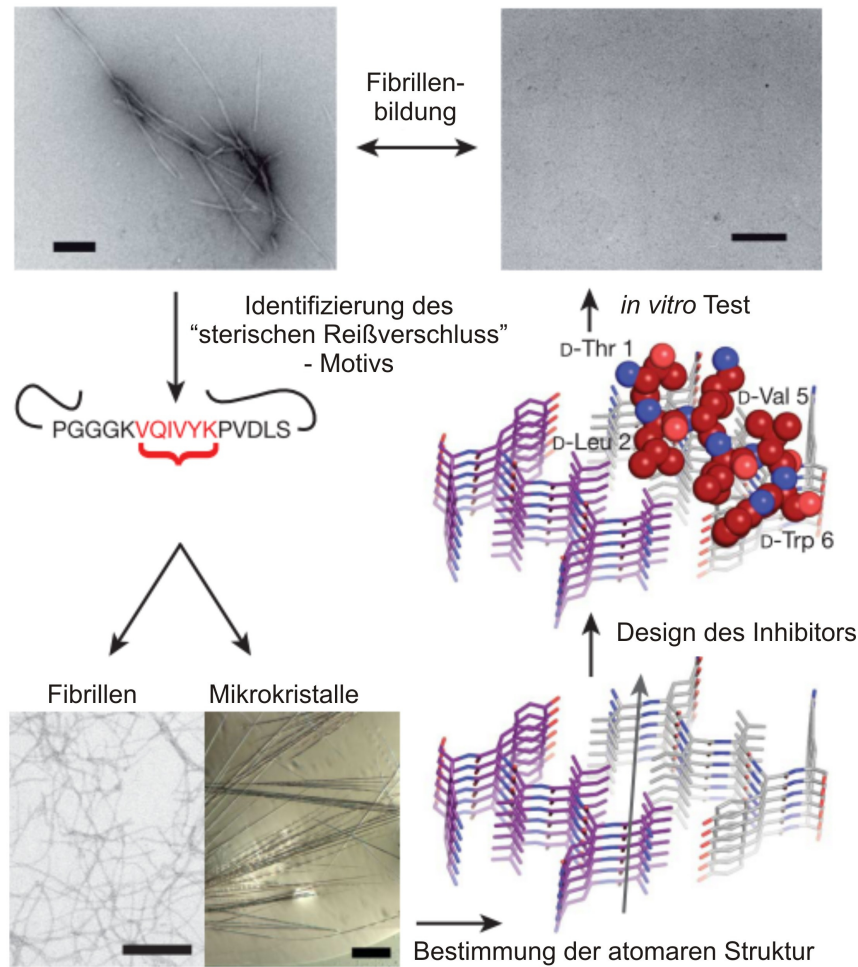 Fibrillen-
bildung
Identifizierung des
“sterischen Reißverschluss”
- Motivs
PGGGKVQIVYKPVDLS
Fibrillen
Mikrokristalle
Bestimmung der atomaren Struktur
Design des Inhibitors
D-Thr 1
D-Leu 2
D-Val 5
D-Trp 6
in vitro Test